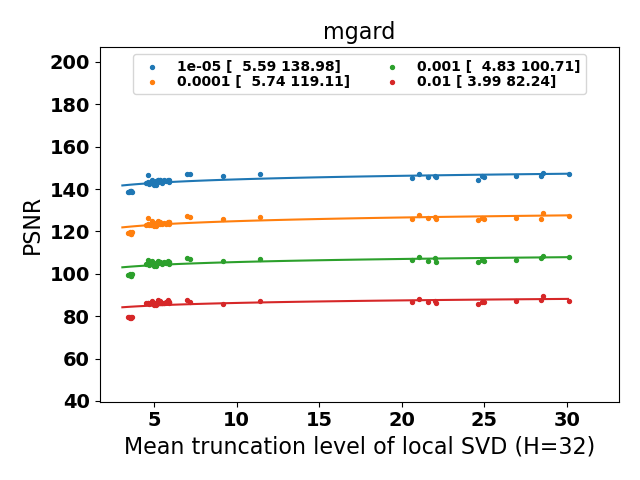 mgard
1e-05 [  5.59 138.98]
0.0001 [  5.74 119.11]
0.001 [  4.83 100.71]
0.01 [ 3.99 82.24]
200
180
160
140
120
100
80
60
40
PSNR
5 10 15 20 25 30
Mean truncation level of local SVD (H=32)